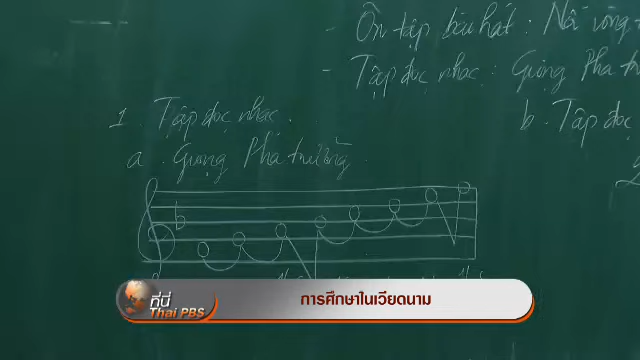 - Ôn tập bài hát: Nổi vòng
- Tập đọc nhạc: Giọng Pha
1. Tập đọc nhạc.
b. Tập đọc
a. Giọng Pha trưởng
การศึกษาในเวียดนาม
ที่นี่
Thai PBS